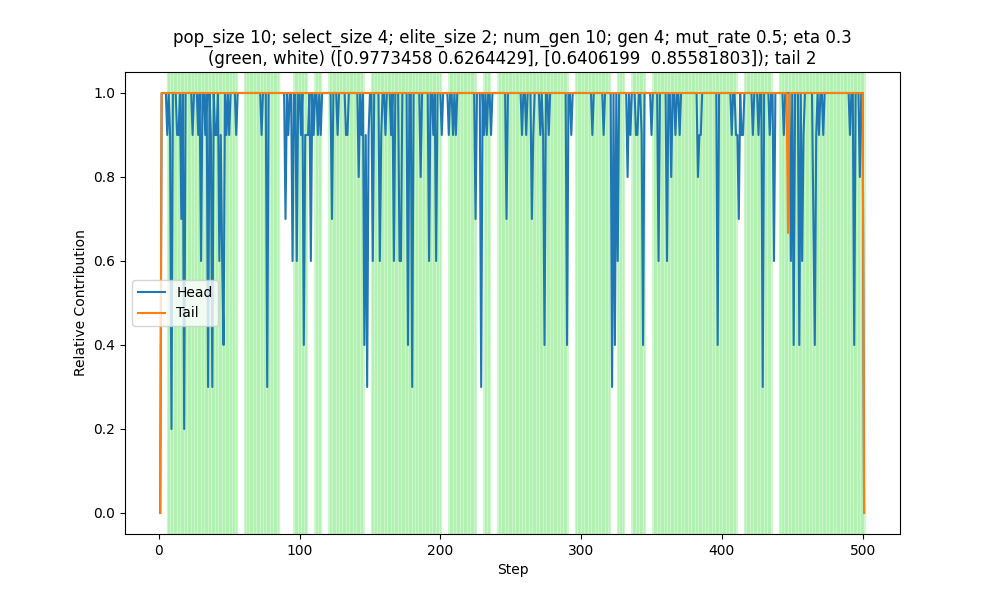 pop_size 10; select_size 4; elite_size 2; num_gen 10; gen 4; mut_rate 0.5; eta 0.3
(green, white) ([0.9773458 0.6264429], [0.6406199  0.85581803]); tail 2
1.0
0.8
0.6
0.4
0.2
0.0
Relative Contribution
Head
Tail
0
100
200
300
400
500
Step